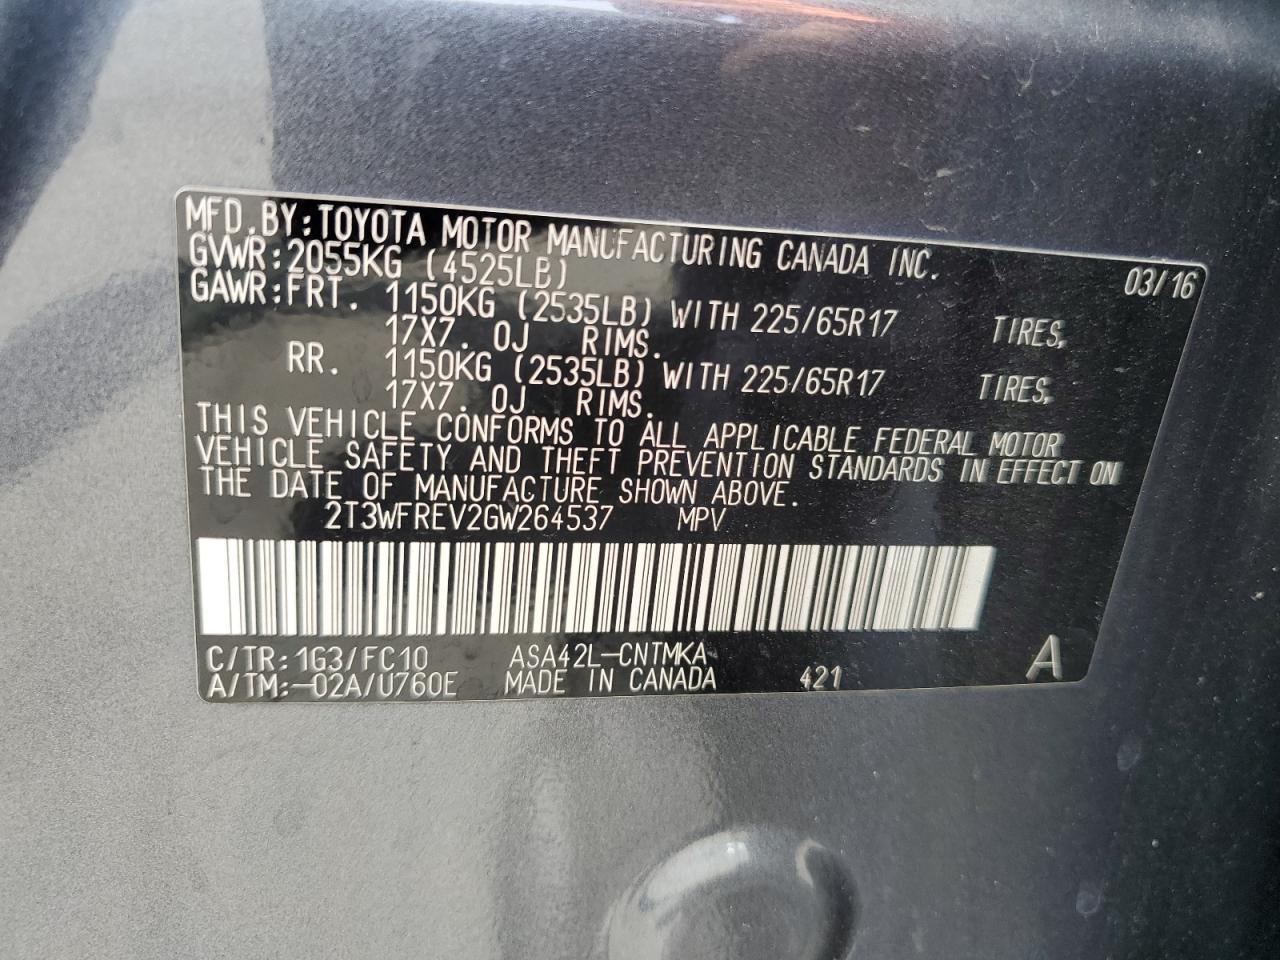 MFD.BY:TOYOTA MOTOR MANUFACTURING CANADA INC.
GVWR:2055KG (4525LB) 03/16
GAWR:FRT. 1150KG (2535LB) WITH 225/65R17 TIRES,
17X7. 0J RIMS.
RR. 1150KG (2535LB) WITH 225/65R17 TIRES,
17X7. 0J RIMS.
THIS VEHICLE CONFORMS TO ALL APPLICABLE FEDERAL MOTOR
VEHICLE SAFETY AND THEFT PREVENTION STANDARDS IN EFFECT ON
THE DATE OF MANUFACTURE SHOWN ABOVE.
2T3WFREV2GW264537 MPV
C/TR:1G3/FC10 ASA42L-CNTMKA A
A/TM:-02A/U760E MADE IN CANADA 421